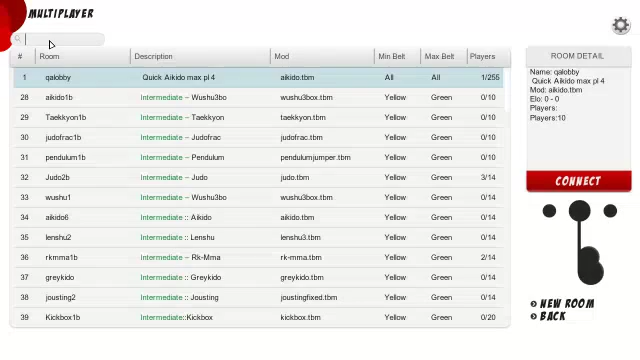 MULTIPLAYER
# Room Description Mod Min Belt Max Belt Players
1 qalobby Quick Aikido max pl 4 aikido.tbm All All 1/255
28 aikido1b Intermediate ~ Wushu3bo wushu3box.tbm Yellow Green 0/10
29 Taekkyon1b Intermediate ~ Taekkyon taekkyon.tbm Yellow Green 0/10
30 judofrac1b Intermediate ~ Judofrac judofrac.tbm Yellow Green 0/10
31 pendulum1b Intermediate ~ Pendulum pendulumjumper.tbm Yellow Green 0/10
32 Judo2b Intermediate ~ Judo judo.tbm Yellow Green 3/14
33 wushu1 Intermediate ~ Wushu3bo wushu3box.tbm Yellow Green 0/14
34 aikido6 Intermediate :: Aikido aikido.tbm Yellow Green 0/14
35 lenshu2 Intermediate :: Lenshu lenshu3.tbm Yellow Green 0/14
36 rkmma1b Intermediate ~ Rk-Mma rk-mma.tbm Yellow Green 2/14
37 greykido Intermediate :: Greykido greykido.tbm Yellow Green 0/14
38 jousting2 Intermediate :: Jousting joustingfixed.tbm Yellow Green 0/14
39 Kickbox1b Intermediate::Kickbox kickbox.tbm Yellow Green 0/20
ROOM DETAIL
Name: qalobby
Quick Aikido max pl 4
Mod: aikido.tbm
Elo: 0 - 0
Players:
Players:10
CONNECT
NEW ROOM
BACK